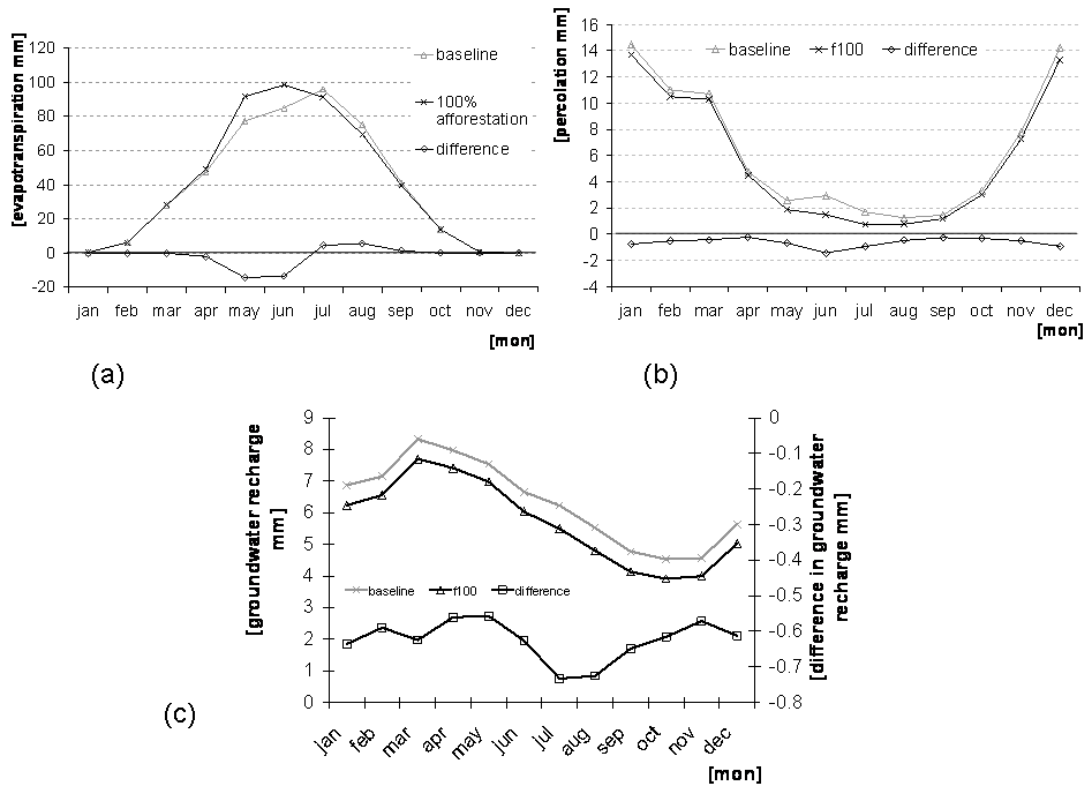 [evapotranspiration mm]
120
100
80
60
40
20
0
-20
baseline
100%
afforestation
difference
jan feb mar apr may jun jul aug sep oct nov dec
[mon]
(a)
[percolation mm]
16
14
12
10
8
6
4
2
0
-2
-4
baseline f100 difference
jan feb mar apr may jun jul aug sep oct nov dec
[mon]
(b)
[groundwater recharge
mm]
9
8
7
6
5
4
3
2
1
0
baseline f100 difference
0
-0.1
-0.2
-0.3
-0.4
-0.5
-0.6
-0.7
-0.8
[difference in groundwater
recharge mm]
jan feb mar apr may jun jul aug sep oct nov dec
[mon]
(c)